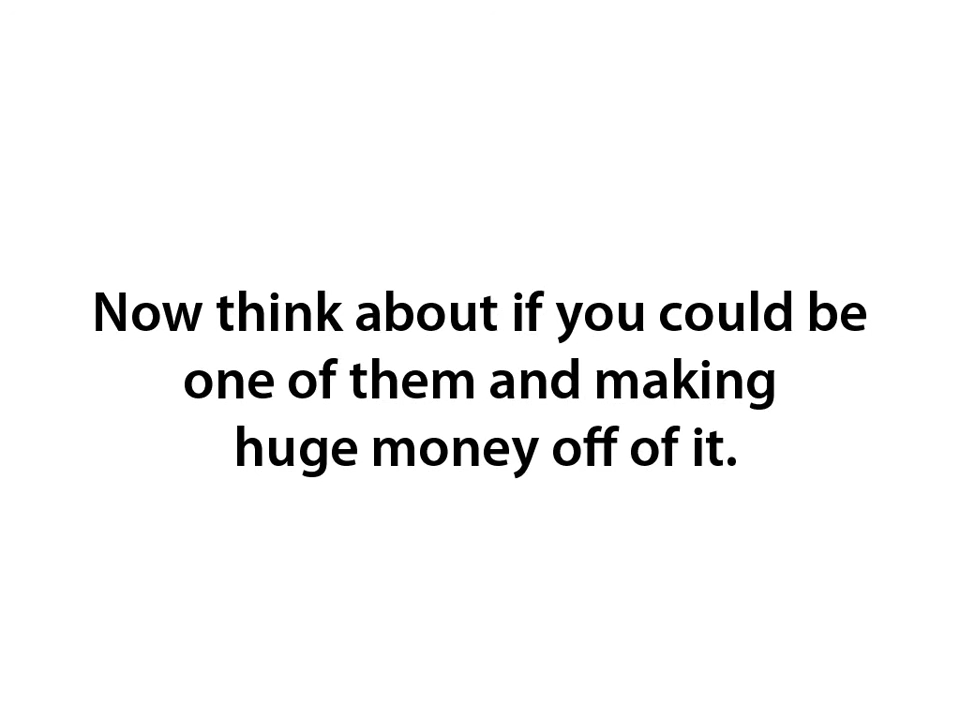 Now think about if you could be
one of them and making
huge money off of it.